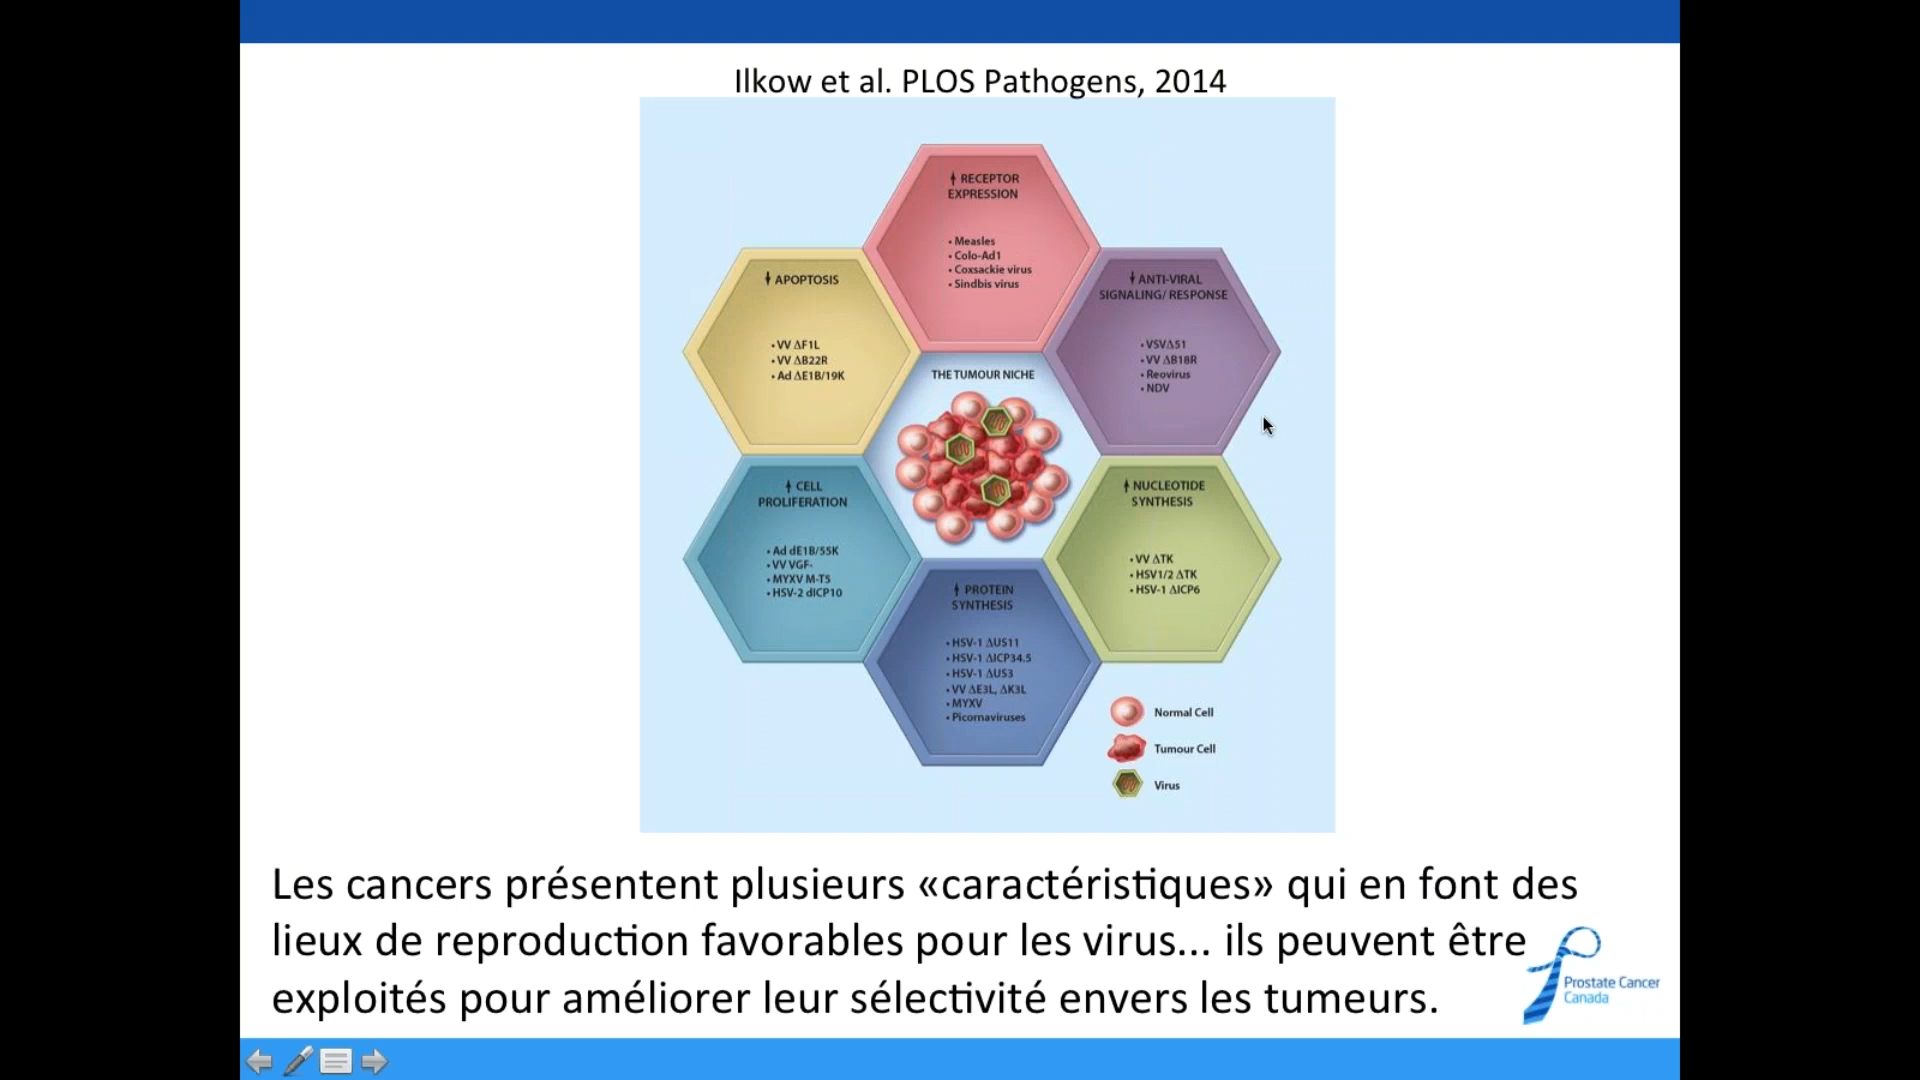 Ilkow et al. PLOS Pathogens, 2014
RECEPTOR
EXPRESSION
• Measles
• Colo-Ad1
• Coxsackie virus
• Sindbis virus
APOPTOSIS
• VV ΔF1L
• VV ΔB22R
• Ad ΔE1B/19K
ANTI-VIRAL
SIGNALING/ RESPONSE
• VSVΔ51
• VV ΔB18R
• Reovirus
• NDV
THE TUMOUR NICHE
CELL
PROLIFERATION
• Ad dE1B/55K
• VV VGF-
• MYXV M-T5
• HSV-2 dICP10
NUCLEOTIDE
SYNTHESIS
• VV ΔTK
• HSV1/2 ΔTK
• HSV-1 ΔICP6
PROTEIN
SYNTHESIS
• HSV-1 ΔUS11
• HSV-1 ΔICP34.5
• HSV-1 ΔUS3
• VV ΔE3L, ΔK3L
• MYXV
• Picornaviruses
Normal Cell
Tumour Cell
Virus
Les cancers présentent plusieurs «caractéristiques» qui en font des
lieux de reproduction favorables pour les virus... ils peuvent être
exploités pour améliorer leur sélectivité envers les tumeurs.
Prostate Cancer
Canada